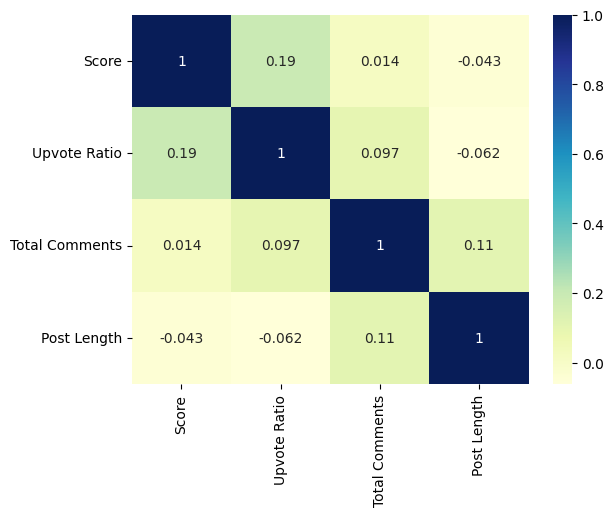 Score 1 0.19 0.014 -0.043
Upvote Ratio 0.19 1 0.097 -0.062
Total Comments 0.014 0.097 1 0.11
Post Length -0.043 -0.062 0.11 1
Score
Upvote Ratio
Total Comments
Post Length
1.0
0.8
0.6
0.4
0.2
0.0